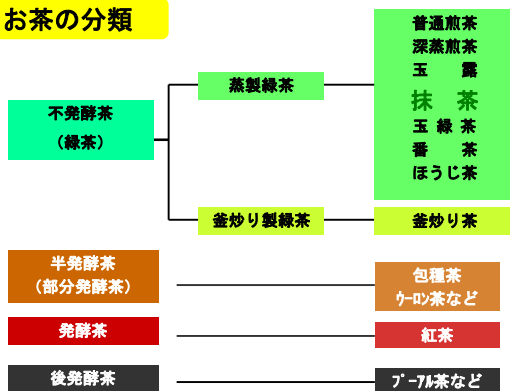 お茶の分類
不発酵茶
（緑茶）
蒸製緑茶
普通煎茶
深蒸煎茶
玉　露
抹　茶
玉 緑 茶
番　茶
ほうじ茶
釜炒り製緑茶
釜炒り茶
半発酵茶
（部分発酵茶）
包種茶
ｳｰﾛﾝ茶など
発酵茶
紅茶
後発酵茶
ﾌﾟｰｱﾙ茶など